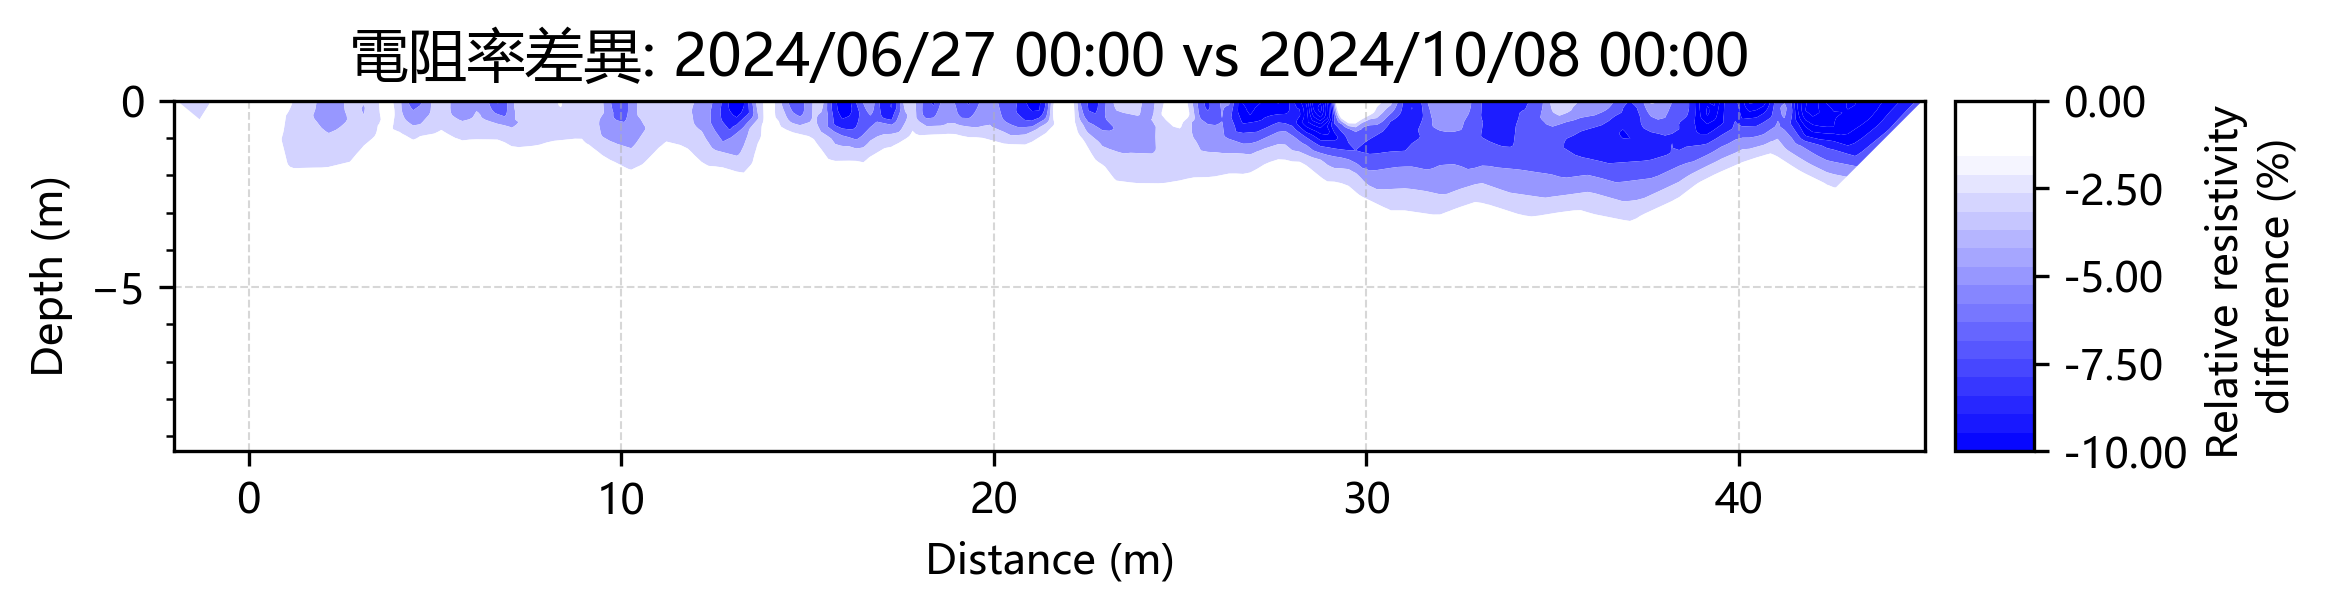 電阻率差異: 2024/06/27 00:00 vs 2024/10/08 00:00
0
−5
Depth (m)
0 10 20 30 40
Distance (m)
0.00
-2.50
-5.00
-7.50
-10.00
Relative resistivity
difference (%)